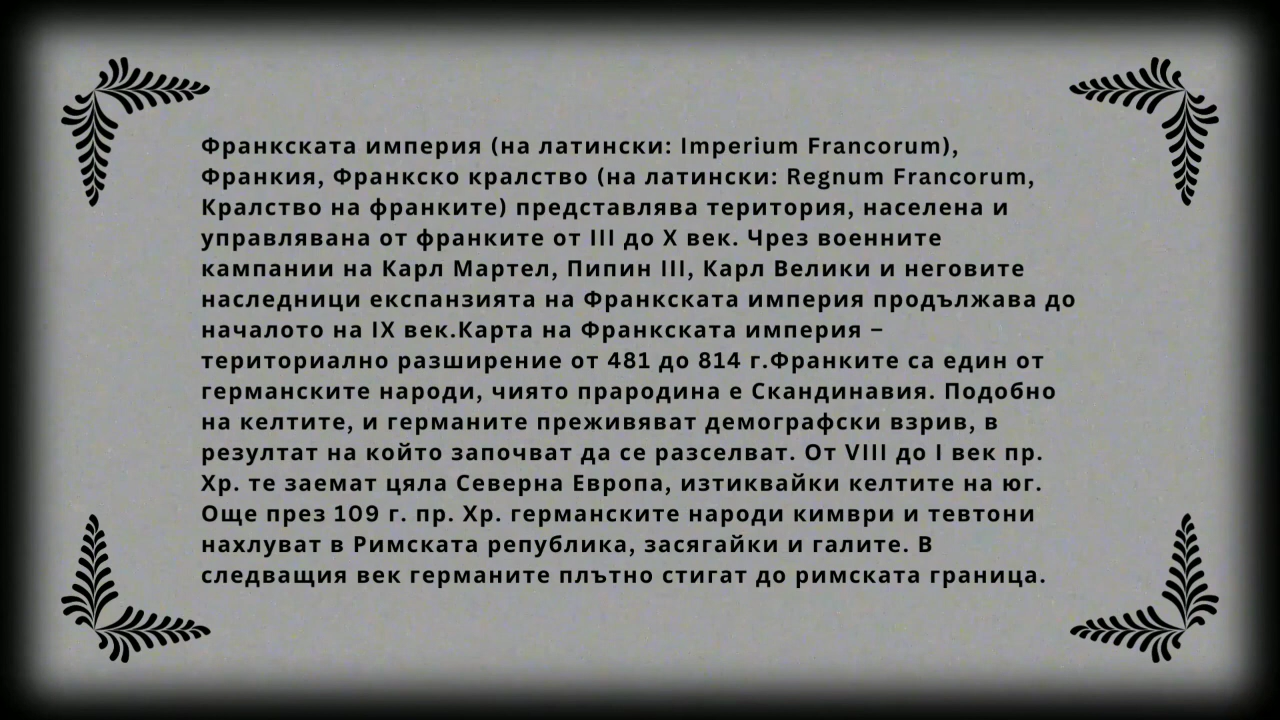 Франкската империя (на латински: Imperium Francorum),
Франкия, Франкско кралство (на латински: Regnum Francorum,
Кралство на франките) представлява територия, населена и
управлявана от франките от III до X век. Чрез военните
кампании на Карл Мартел, Пипин III, Карл Велики и неговите
наследници експанзията на Франкската империя продължава до
началото на IX век.Карта на Франкската империя –
териториално разширение от 481 до 814 г.Франките са един от
германските народи, чиято прародина е Скандинавия. Подобно
на келтите, и германите преживяват демографски взрив, в
резултат на който започват да се разселват. От VIII до I век пр.
Хр. те заемат цяла Северна Европа, изтиквайки келтите на юг.
Още през 109 г. пр. Хр. германските народи кимври и тевтони
нахлуват в Римската република, засягайки и галите. В
следващия век германите плътно стигат до римската граница.